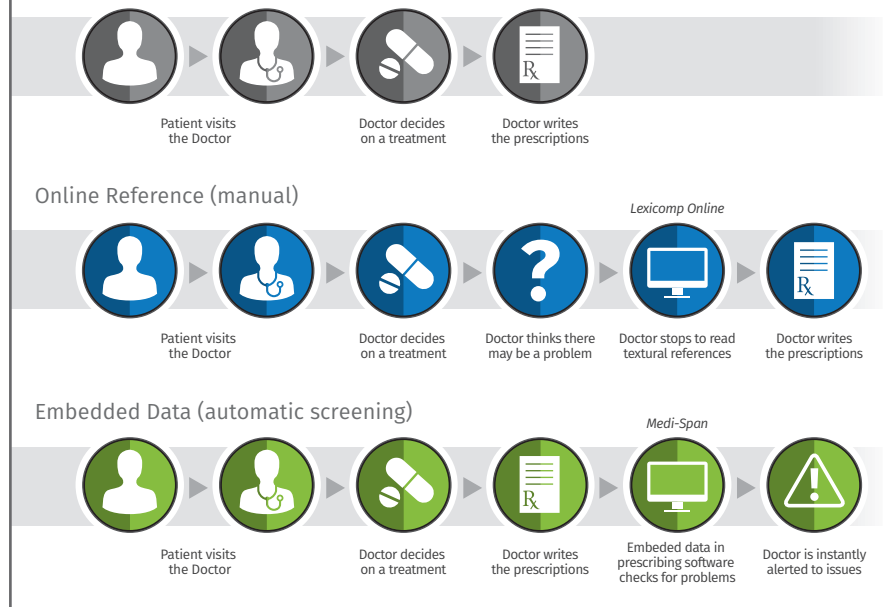 Rx
Patient visits
the Doctor
Doctor decides
on a treatment
Doctor writes
the prescriptions
Online Reference (manual)
Lexicomp Online
?
Rx
Patient visits
the Doctor
Doctor decides
on a treatment
Doctor thinks there
may be a problem
Doctor stops to read
textural references
Doctor writes
the prescriptions
Embedded Data (automatic screening)
Medi-Span
Rx
!
Patient visits
the Doctor
Doctor decides
on a treatment
Doctor writes
the prescriptions
Embeded data in
prescribing software
checks for problems
Doctor is instantly
alerted to issues